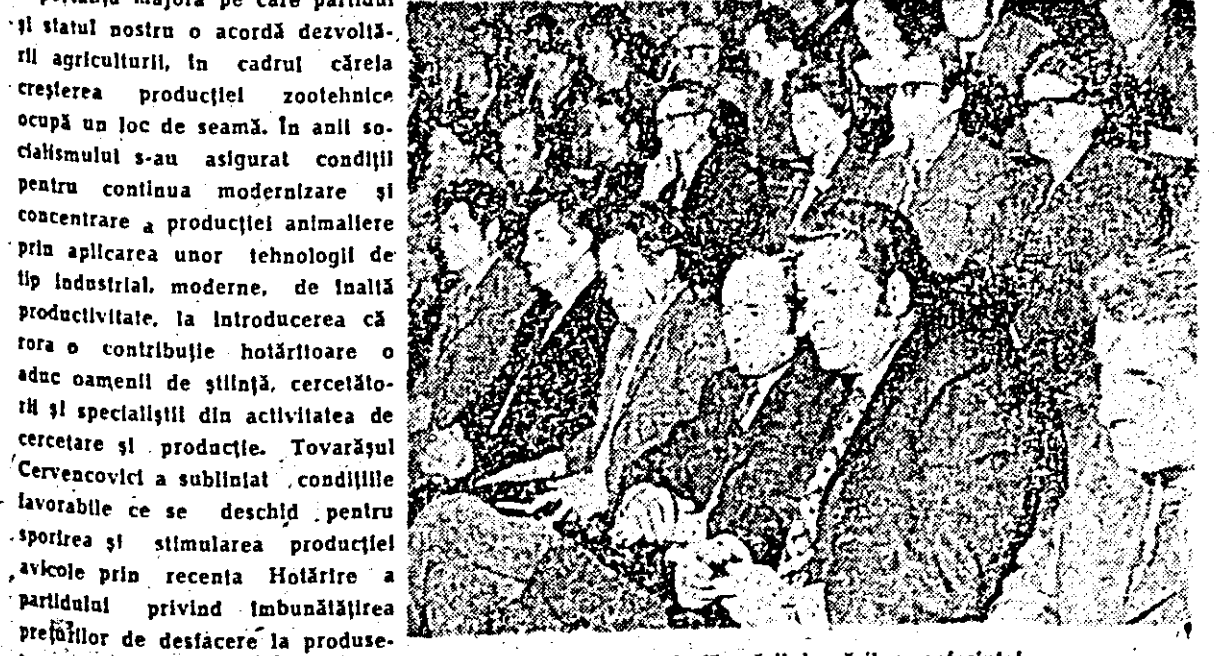 majoră pe care partidul
și statul nostru o acordă dezvoltă-
rii agriculturii, în cadrul căreia
creșterea producției zootehnice
ocupă un loc de seamă. În anii so-
cialismului s-au asigurat condiții
pentru continua modernizare și
concentrare a producției animaliere
prin aplicarea unor tehnologii de
tip industrial, moderne, de înaltă
productivitate, la introducerea că
rora o contribuție hotărîtoare o
aduc oamenii de știință, cercetăto-
rii și specialiștii din activitatea de
cercetare și producție. Tovarășul
Cervencovici a subliniat condițiile
favorabile ce se deschid pentru
sporirea și stimularea producției
avicole prin recenta Hotărîre a
partidului privind îmbunătățirea
prețurilor de desfacere la produse-